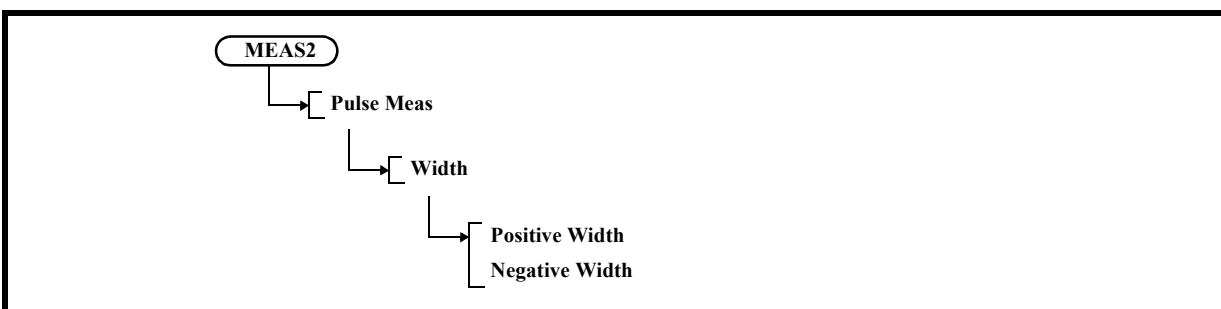 MEAS2
Pulse Meas
Width
Positive Width
Negative Width